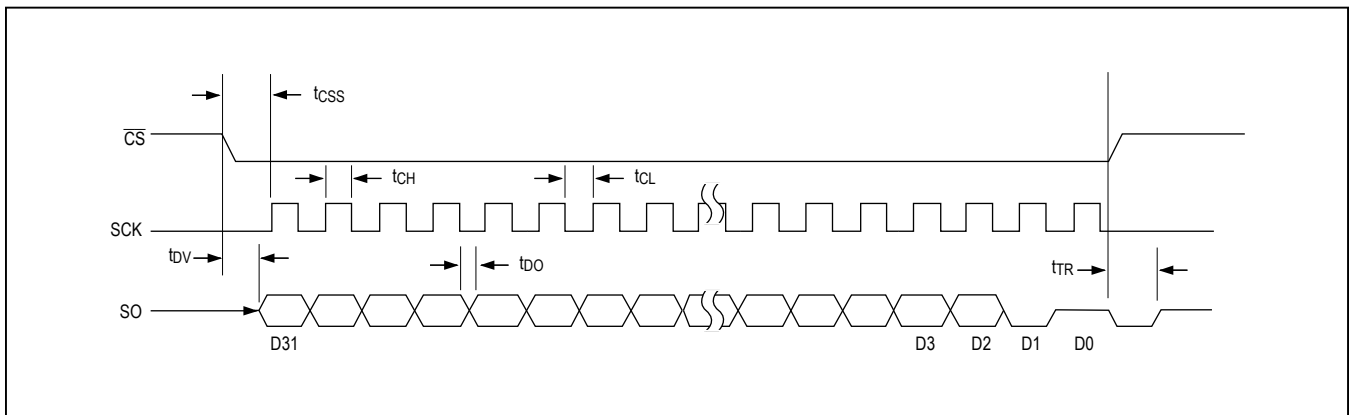 tCSS
CS
tCH
tCL
SCK
tDV
tDO
tTR
SO
D31
D3
D2
D1
D0